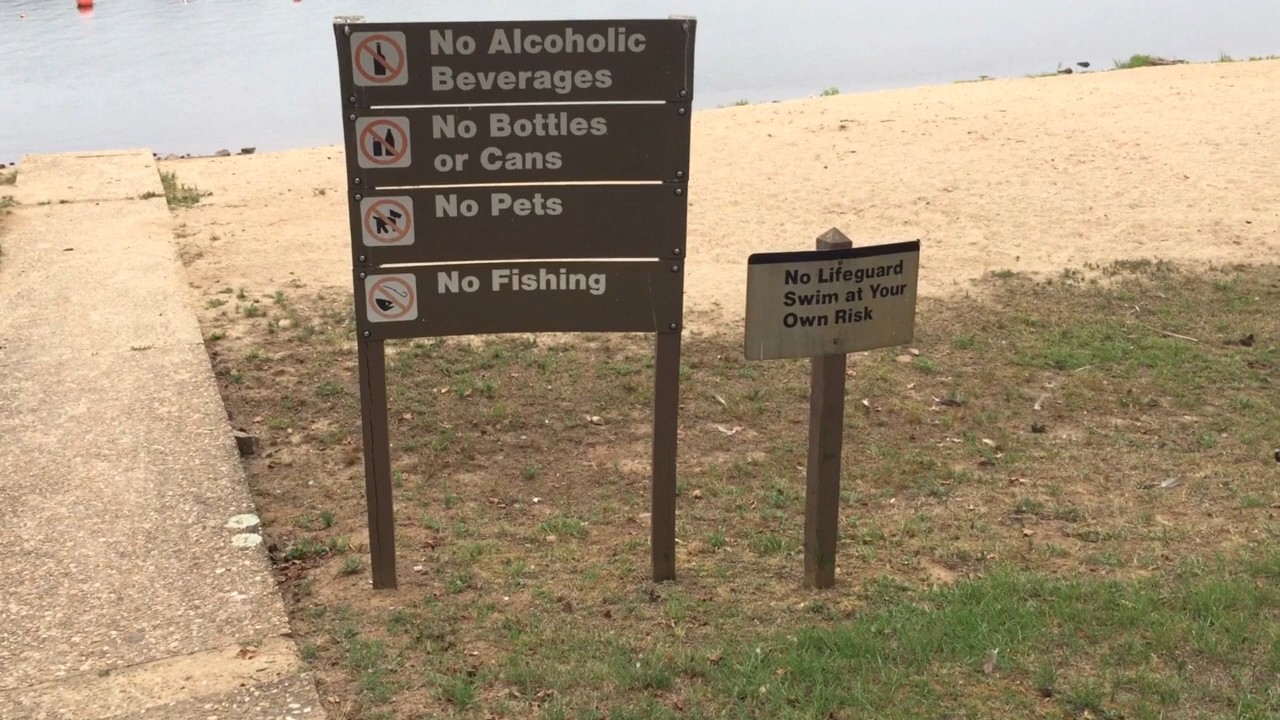 No Alcoholic
Beverages
No Bottles
or Cans
No Pets
No Fishing
No Lifeguard
Swim at Your
Own Risk